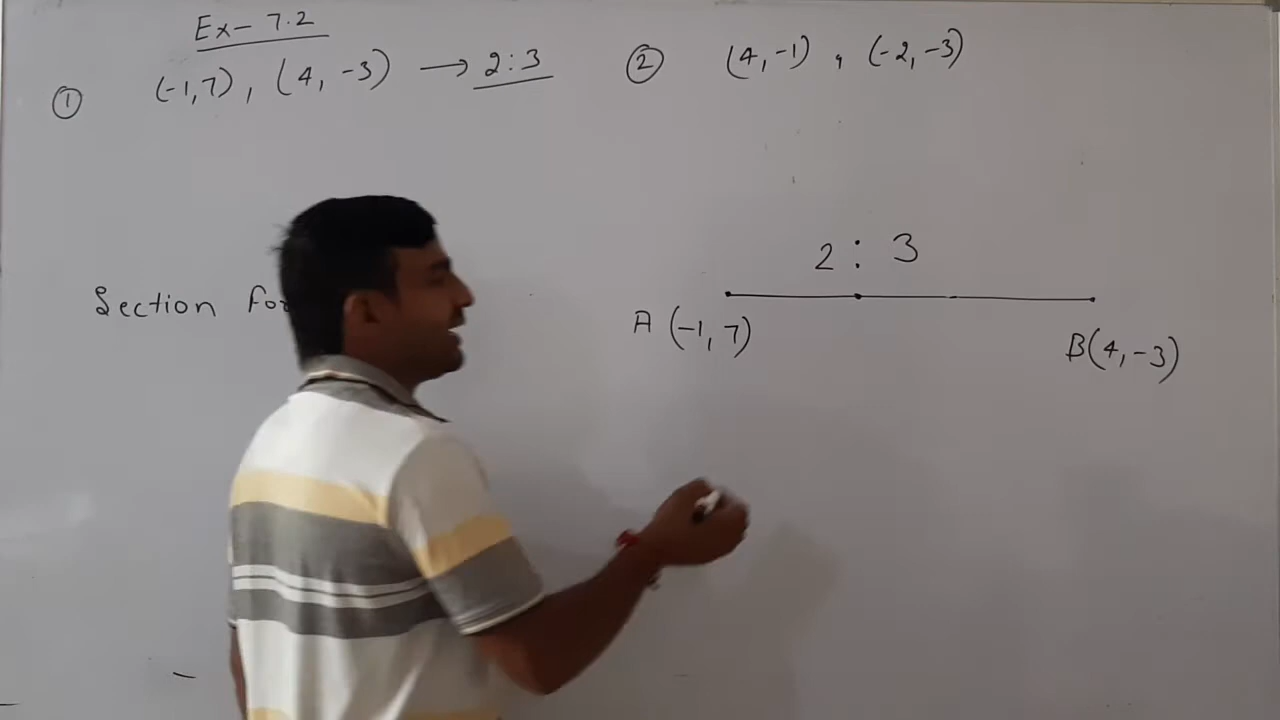 Ex- 7.2
① (-1,7), (4, -3) → 2:3
② (4,-1) , (-2,-3)
2 : 3
Section
A (-1, 7)
B(4, -3)